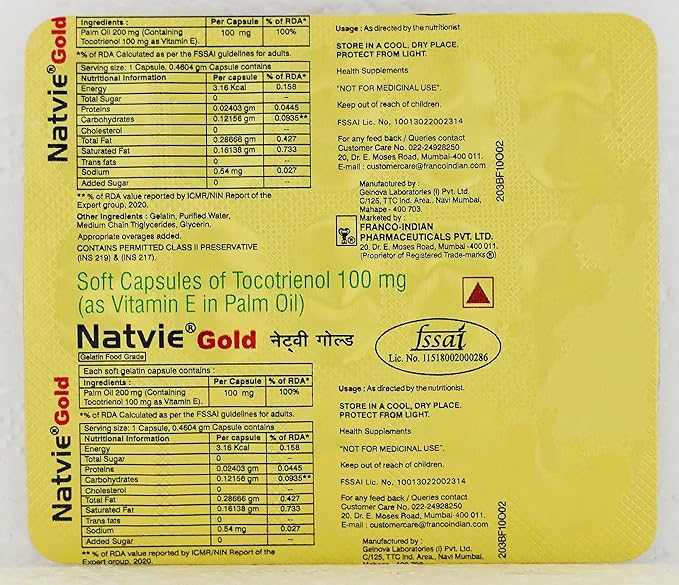 Natvie® Gold
Ingredients : Per Capsule % of RDA*
Palm Oil 200 mg (Containing 100 mg 100%
Tocotrienol 100 mg as Vitamin E).
*% of RDA Calculated as per the FSSAI guidelines for adults.
Serving size: 1 Capsule, 0.4604 gm Capsule contains
Nutritional Information Per capsule % of RDA*
Energy 3.16 Kcal 0.158
Total Sugar 0 --
Proteins 0.02403 gm 0.0445
Carbohydrates 0.12156 gm 0.0935**
Cholesterol 0 --
Total Fat 0.28666 gm 0.427
Saturated Fat 0.16138 gm 0.733
Trans fats 0 --
Sodium 0.54 mg 0.027
Added Sugar 0 --
** % of RDA value reported by ICMR/NIN Report of the
Expert group, 2020.
Other Ingredients : Gelatin, Purified Water,
Medium Chain Triglycerides, Glycerin.
Appropriate overages added.
CONTAINS PERMITTED CLASS II PRESERVATIVE
(INS 219) & (INS 217).
Usage : As directed by the nutritionist
STORE IN A COOL, DRY PLACE.
PROTECT FROM LIGHT.
Health Supplements
"NOT FOR MEDICINAL USE".
Keep out of reach of children.
FSSAI Lic. No. 10013022002314
For any feed back / Queries contact
Customer Care No. 022-24928250
20, Dr. E. Moses Road, Mumbai-400 011.
E-mail : customercare@francoindian.com
Manufactured by :
Gelnova Laboratories (I) Pvt. Ltd.
C/125, TTC Ind. Area., Navi Mumbai,
Mahape - 400 703.
Marketed by :
FRANCO-INDIAN
PHARMACEUTICALS PVT. LTD.
20, Dr. E. Moses Road, Mumbai -400 011.
(Proprietor of Registered Trade-marks®)
203BF10O02
Soft Capsules of Tocotrienol 100 mg
(as Vitamin E in Palm Oil)
Natvie® Gold नेट्वी गोल्ड
Gelatin Food Grade
fssai
Lic. No. 11518002000286
Natvie® Gold
Each soft gelatin capsule contains :
Ingredients : Per Capsule % of RDA*
Palm Oil 200 mg (Containing 100 mg 100%
Tocotrienol 100 mg as Vitamin E).
*% of RDA Calculated as per the FSSAI guidelines for adults.
Serving size: 1 Capsule, 0.4604 gm Capsule contains
Nutritional Information Per capsule % of RDA*
Energy 3.16 Kcal 0.158
Total Sugar 0 --
Proteins 0.02403 gm 0.0445
Carbohydrates 0.12156 gm 0.0935**
Cholesterol 0 --
Total Fat 0.28666 gm 0.427
Saturated Fat 0.16138 gm 0.733
Trans fats 0 --
Sodium 0.54 mg 0.027
Added Sugar 0 --
** % of RDA value reported by ICMR/NIN Report of the
Expert group, 2020.
Usage : As directed by the nutritionist.
STORE IN A COOL, DRY PLACE.
PROTECT FROM LIGHT.
Health Supplements
"NOT FOR MEDICINAL USE".
Keep out of reach of children.
FSSAI Lic. No. 10013022002314
For any feed back / Queries contact
Customer Care No. 022-24928250
20, Dr. E. Moses Road, Mumbai-400 011.
E-mail : customercare@francoindian.com
Manufactured by :
Gelnova Laboratories (I) Pvt. Ltd.
C/125, TTC Ind. Area., Navi Mumbai,
203BF10O02